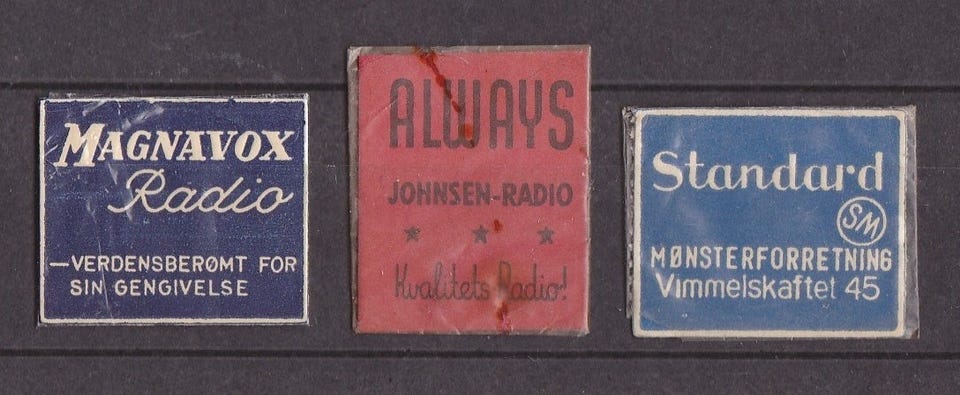 MAGNAVOX
Radio
—VERDENSBERØMT FOR
SIN GENGIVELSE
ALWAYS
JOHNSEN-RADIO
★ ★ ★
Kvalitets Radio!
Standard
SM
MØNSTERFORRETNING
Vimmelskaftet 45